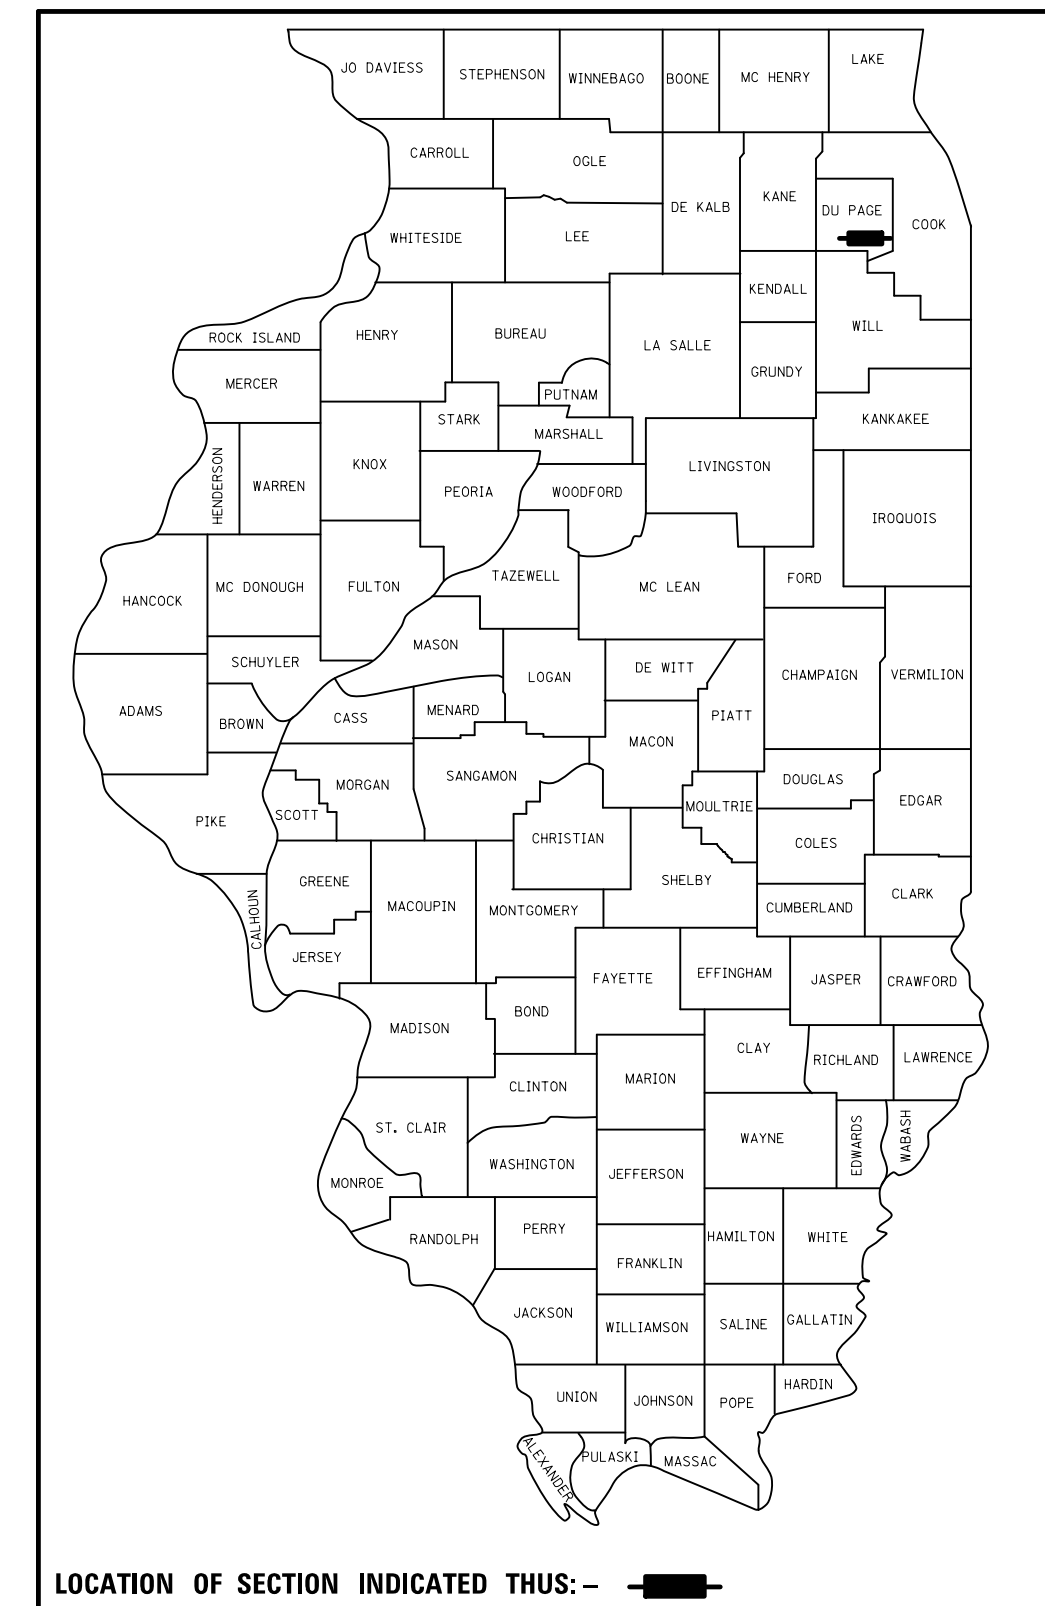 JO DAVIESS
STEPHENSON
WINNEBAGO
BOONE
MC HENRY
LAKE
CARROLL
OGLE
DE KALB
KANE
DU PAGE
COOK
WHITESIDE
LEE
KENDALL
ROCK ISLAND
HENRY
BUREAU
LA SALLE
WILL
GRUNDY
MERCER
PUTNAM
STARK
MARSHALL
KANKAKEE
HENDERSON
WARREN
KNOX
PEORIA
WOODFORD
LIVINGSTON
IROQUOIS
HANCOCK
MC DONOUGH
FULTON
TAZEWELL
MC LEAN
FORD
MASON
SCHUYLER
LOGAN
DE WITT
CHAMPAIGN
VERMILION
ADAMS
BROWN
CASS
MENARD
PIATT
MACON
SANGAMON
MORGAN
DOUGLAS
EDGAR
PIKE
SCOTT
MOULTRIE
CHRISTIAN
COLES
SHELBY
GREENE
CALHOUN
MACOUPIN
MONTGOMERY
CUMBERLAND
CLARK
JERSEY
FAYETTE
EFFINGHAM
JASPER
CRAWFORD
MADISON
BOND
CLAY
RICHLAND
LAWRENCE
CLINTON
MARION
ST. CLAIR
WAYNE
EDWARDS
WABASH
WASHINGTON
JEFFERSON
MONROE
RANDOLPH
PERRY
HAMILTON
WHITE
FRANKLIN
JACKSON
WILLIAMSON
SALINE
GALLATIN
UNION
JOHNSON
POPE
HARDIN
ALEXANDER
PULASKI
MASSAC
LOCATION OF SECTION INDICATED THUS: –